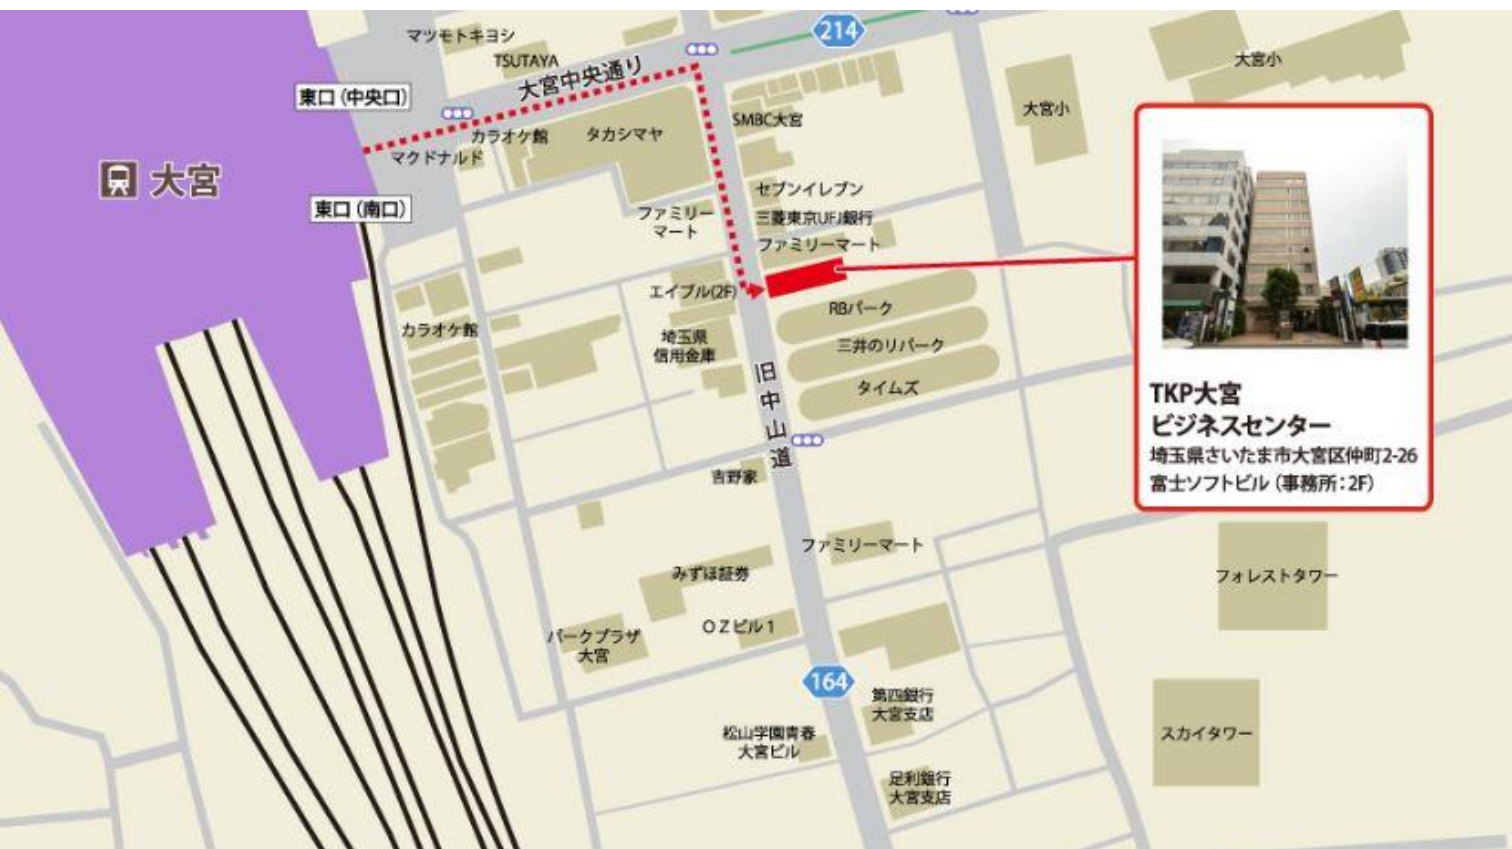 マツモトキヨシ
TSUTAYA
大宮中央通り
214
大宮小
東口（中央口）
カラオケ館
タカシマヤ
SMBC大宮
大宮小
マクドナルド
大宮
東口（南口）
セブンイレブン
ファミリー
マート
三菱東京UFJ銀行
ファミリーマート
エイブル(2F)
RBパーク
カラオケ館
埼玉県
信用金庫
三井のリパーク
タイムズ
旧中山道
TKP大宮
ビジネスセンター
埼玉県さいたま市大宮区仲町2-26
富士ソフトビル（事務所：2F）
吉野家
ファミリーマート
みずほ証券
フォレストタワー
OZビル1
パークプラザ
大宮
164
第四銀行
大宮支店
松山学園青春
大宮ビル
スカイタワー
足利銀行
大宮支店